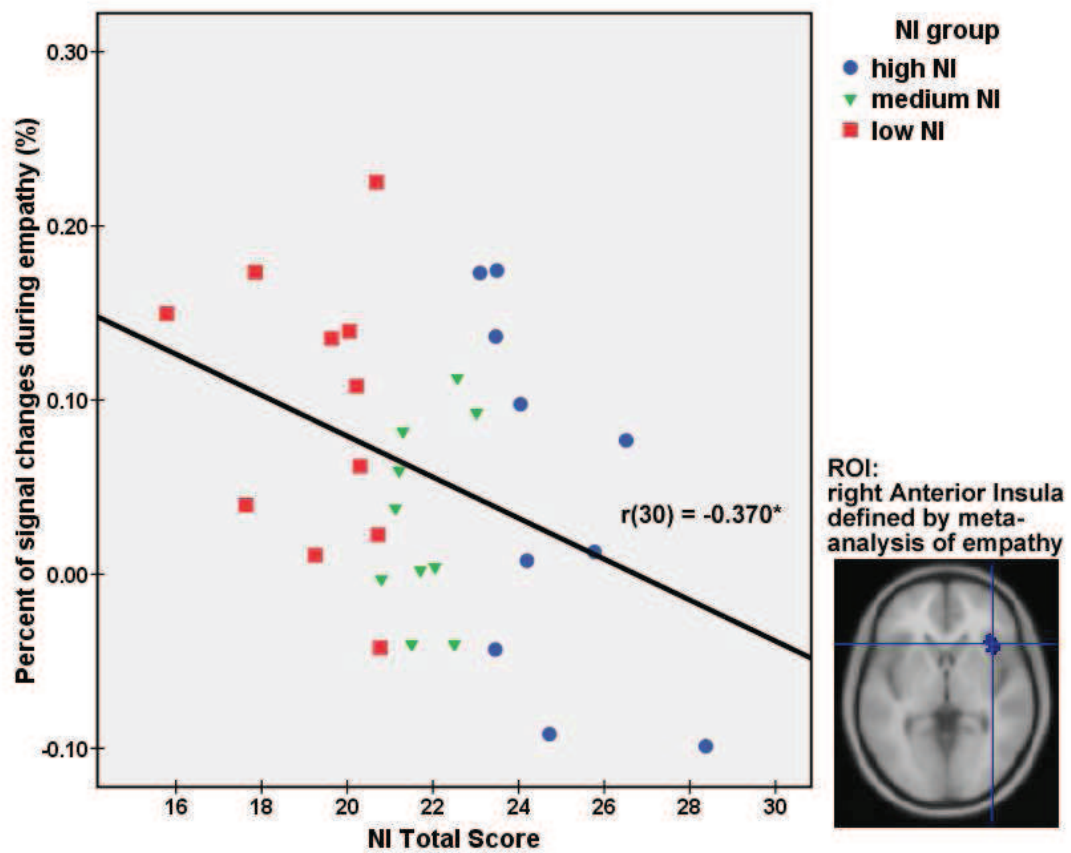 NI group
high NI
medium NI
low NI
Percent of signal changes during empathy (%)
0.30
0.20
0.10
0.00
-0.10
r(30) = -0.370*
16 18 20 22 24 26 28 30
NI Total Score
ROI:
right Anterior Insula
defined by meta-
analysis of empathy